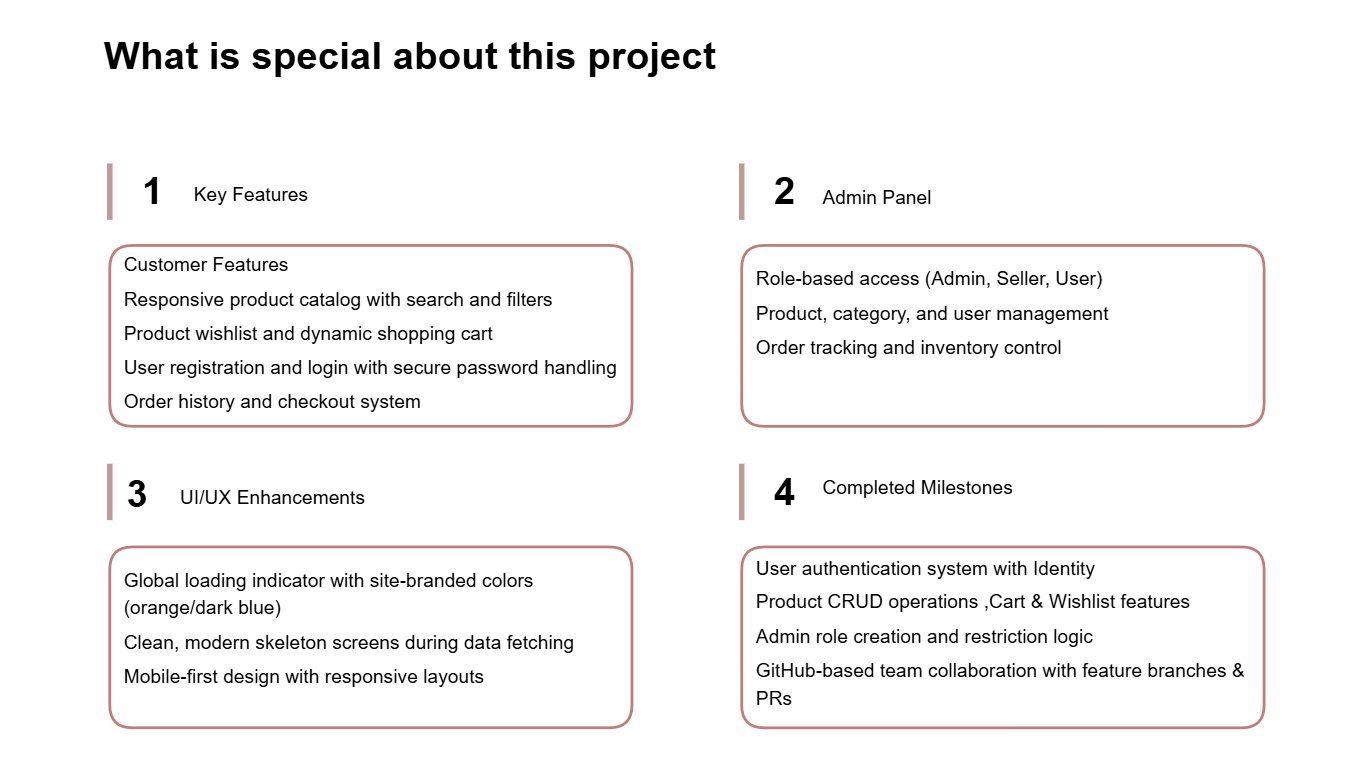 What is special about this project
1 Key Features
Customer Features
Responsive product catalog with search and filters
Product wishlist and dynamic shopping cart
User registration and login with secure password handling
Order history and checkout system
2 Admin Panel
Role-based access (Admin, Seller, User)
Product, category, and user management
Order tracking and inventory control
3 UI/UX Enhancements
Global loading indicator with site-branded colors
(orange/dark blue)
Clean, modern skeleton screens during data fetching
Mobile-first design with responsive layouts
4 Completed Milestones
User authentication system with Identity
Product CRUD operations ,Cart & Wishlist features
Admin role creation and restriction logic
GitHub-based team collaboration with feature branches &
PRs